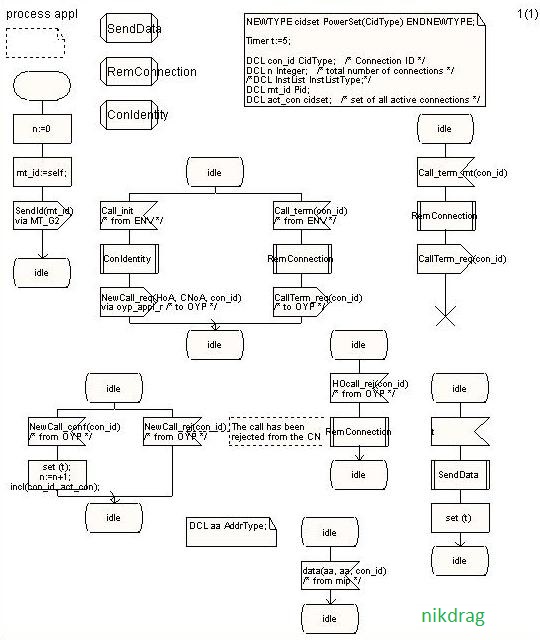 process appl
1(1)
SendData
RemConnection
ConIdentity
NEWTYPE cidset PowerSet(CidType) ENDNEWTYPE;
Timer t:=5;
DCL con_id CidType; /* Connection ID */
DCL n Integer; /* total number of connections */
/*DCL InstList InstListType;*/
DCL mt_id Pid;
DCL act_con cidset; /* set of all active connections */
n:=0
mt_id:=self;
SendId(mt_id)
via MT_G2
idle
idle
Call_init
/* from ENV */
ConIdentity
NewCall_req(HoA, CNoA, con_id)
via oyp_appl_r /* to OYP */
Call_term(con_id)
/* from ENV */
RemConnection
CallTerm_req(con_id)
/* to OYP */
idle
idle
Call_term_mt(con_id)
RemConnection
CallTerm_req(con_id)
idle
NewCall_conf(con_id)
/* from OYP */
set (t);
n:=n+1;
incl(con_id, act_con);
NewCall_rej(con_id)
/* from OYP */
The call has been
rejected from the CN
idle
idle
HOcall_rej(con_id)
/* from OYP */
RemConnection
idle
idle
t
SendData
set (t)
idle
DCL aa AddrType;
idle
data(aa, aa, con_id)
/* from mip */
idle
nikdrag